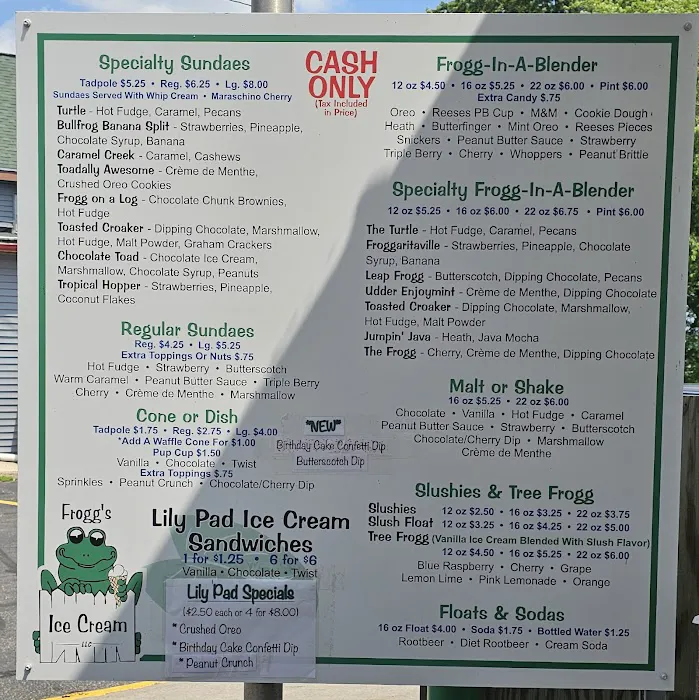 Specialty Sundaes
Tadpole $5.25 • Reg. $6.25 • Lg. $8.00
Sundaes Served With Whip Cream • Maraschino Cherry
Turtle - Hot Fudge, Caramel, Pecans
Bullfrog Banana Split - Strawberries, Pineapple,
Chocolate Syrup, Banana
Caramel Creek - Caramel, Cashews
Toadally Awesome - Crème de Menthe,
Crushed Oreo Cookies
Frogg on a Log - Chocolate Chunk Brownies,
Hot Fudge
Toasted Croaker - Dipping Chocolate, Marshmallow,
Hot Fudge, Malt Powder, Graham Crackers
Chocolate Toad - Chocolate Ice Cream,
Marshmallow, Chocolate Syrup, Peanuts
Tropical Hopper - Strawberries, Pineapple,
Coconut Flakes
Regular Sundaes
Reg. $4.25 • Lg. $5.25
Extra Toppings Or Nuts $.75
Hot Fudge • Strawberry • Butterscotch
Warm Caramel • Peanut Butter Sauce • Triple Berry
Cherry • Crème de Menthe • Marshmallow
Cone or Dish
Tadpole $1.75 • Reg. $2.75 • Lg. $4.00
*Add A Waffle Cone For $1.00
Pup Cup $1.50
Vanilla • Chocolate • Twist
Extra Toppings $.75
Sprinkles • Peanut Crunch • Chocolate/Cherry Dip
*NEW*
Birthday Cake Confetti Dip
Butterscotch Dip
Lily Pad Ice Cream
Sandwiches
1 for $1.25 • 6 for $6
Vanilla • Chocolate • Twist
Lily Pad Specials
($2.50 each or 4 for $8.00)
* Crushed Oreo
* Birthday Cake Confetti Dip
* Peanut Crunch
Frogg's
Ice Cream
LLC
CASH
ONLY
(Tax Included
in Price)
Frogg-In-A-Blender
12 oz $4.50 • 16 oz $5.25 • 22 oz $6.00 • Pint $6.00
Extra Candy $.75
Oreo • Reeses PB Cup • M&M • Cookie Dough
Heath • Butterfinger • Mint Oreo • Reeses Pieces
Snickers • Peanut Butter Sauce • Strawberry
Triple Berry • Cherry • Whoppers • Peanut Brittle
Specialty Frogg-In-A-Blender
12 oz $5.25 • 16 oz $6.00 • 22 oz $6.75 • Pint $6.00
The Turtle - Hot Fudge, Caramel, Pecans
Froggaritaville - Strawberries, Pineapple, Chocolate
Syrup, Banana
Leap Frogg - Butterscotch, Dipping Chocolate, Pecans
Udder Enjoymint - Crème de Menthe, Dipping Chocolate
Toasted Croaker - Dipping Chocolate, Marshmallow,
Hot Fudge, Malt Powder
Jumpin' Java - Heath, Java Mocha
The Frogg - Cherry, Crème de Menthe, Dipping Chocolate
Malt or Shake
16 oz $5.25 • 22 oz $6.00
Chocolate • Vanilla • Hot Fudge • Caramel
Peanut Butter Sauce • Strawberry • Butterscotch
Chocolate/Cherry Dip • Marshmallow
Crème de Menthe
Slushies & Tree Frogg
Slushies 12 oz $2.50 • 16 oz $3.25 • 22 oz $3.75
Slush Float 12 oz $3.25 • 16 oz $4.25 • 22 oz $5.00
Tree Frogg (Vanilla Ice Cream Blended With Slush Flavor)
12 oz $4.50 • 16 oz $5.25 • 22 oz $6.00
Blue Raspberry • Cherry • Grape
Lemon Lime • Pink Lemonade • Orange
Floats & Sodas
16 oz Float $4.00 • Soda $1.75 • Bottled Water $1.25
Rootbeer • Diet Rootbeer • Cream Soda